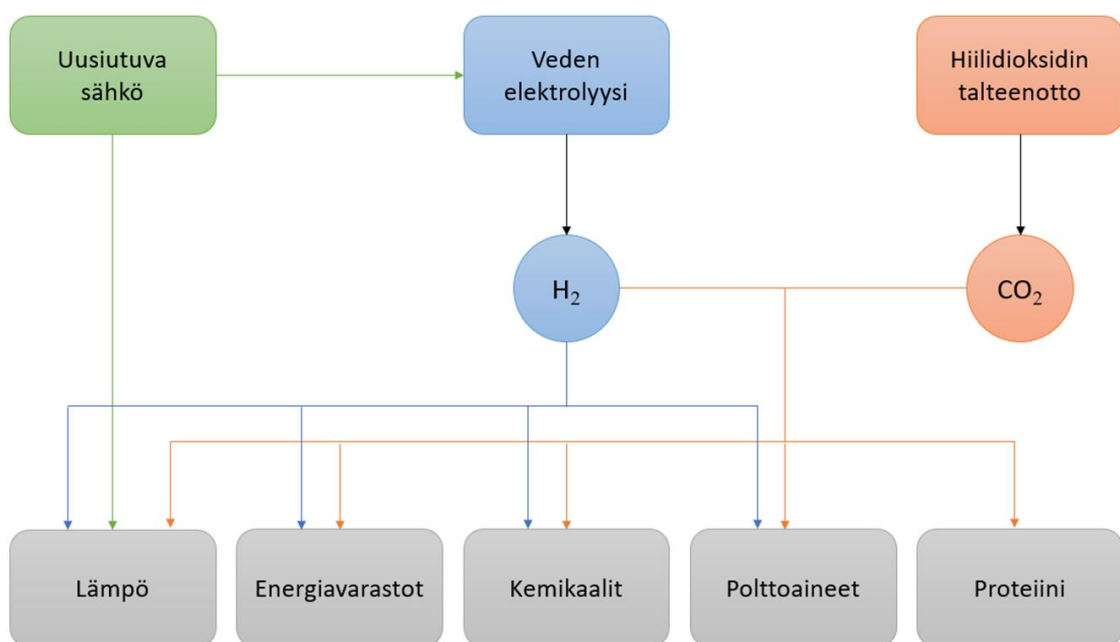 Uusiutuva
sähkö
Veden
elektrolyysi
Hiilidioksidin
talteenotto
H₂
CO₂
Lämpö
Energiavarastot
Kemikaalit
Polttoaineet
Proteiini